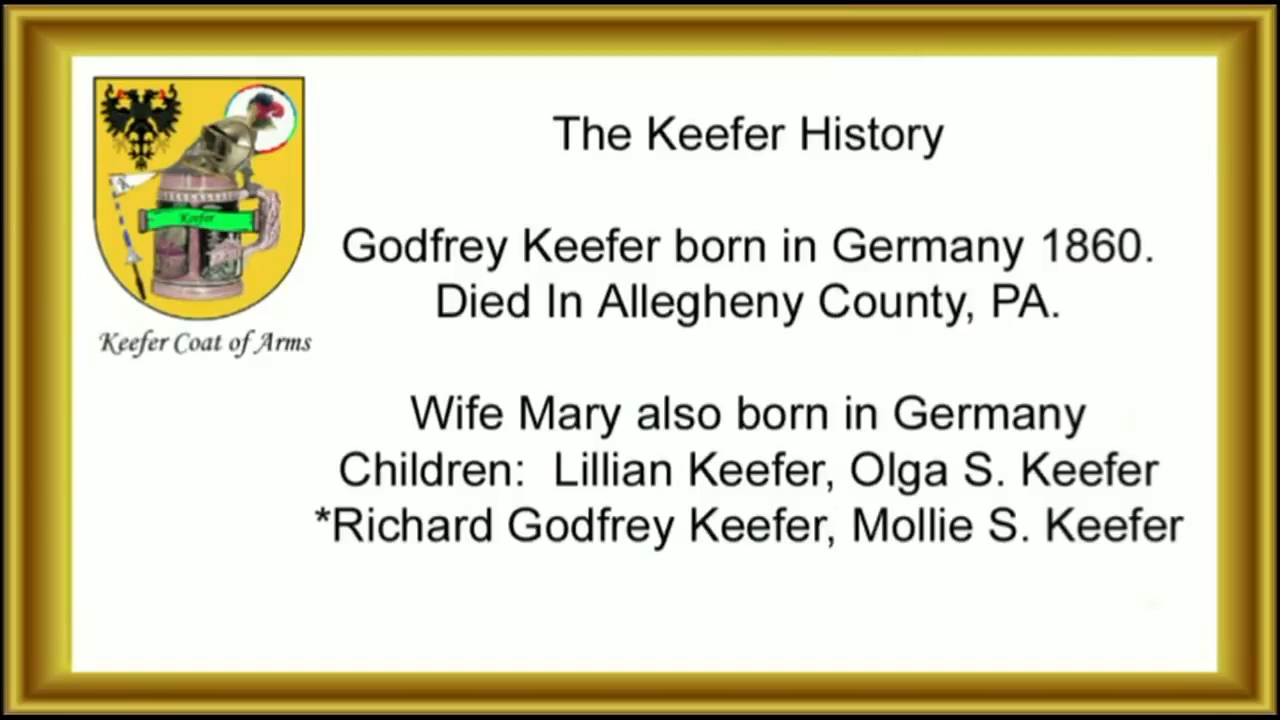 The Keefer History
Godfrey Keefer born in Germany 1860.
Died In Allegheny County, PA.
Wife Mary also born in Germany
Children:  Lillian Keefer, Olga S. Keefer
*Richard Godfrey Keefer, Mollie S. Keefer
Keefer
Keefer Coat of Arms